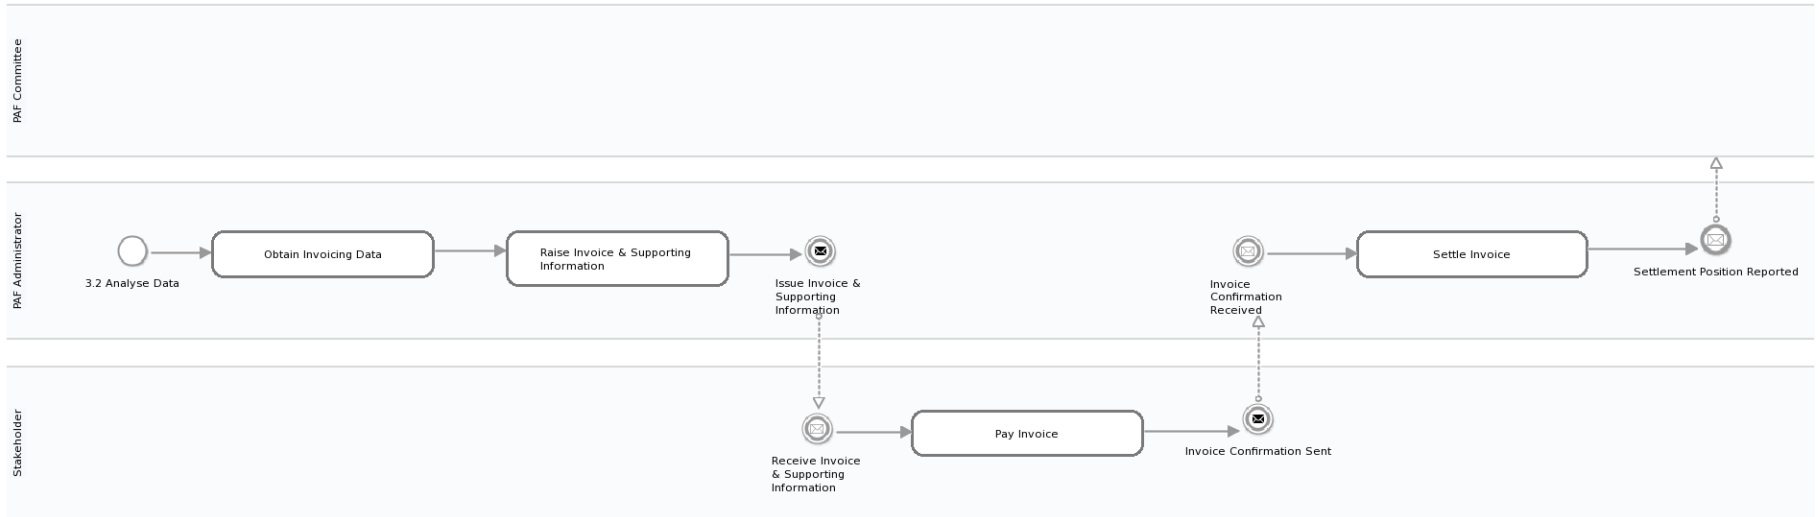 PAF Committee
PAF Administrator
3.2 Analyse Data
Obtain Invoicing Data
Raise Invoice & Supporting
Information
Issue Invoice &
Supporting
Information
Invoice
Confirmation
Received
Settle Invoice
Settlement Position Reported
Stakeholder
Receive Invoice
& Supporting
Information
Pay Invoice
Invoice Confirmation Sent